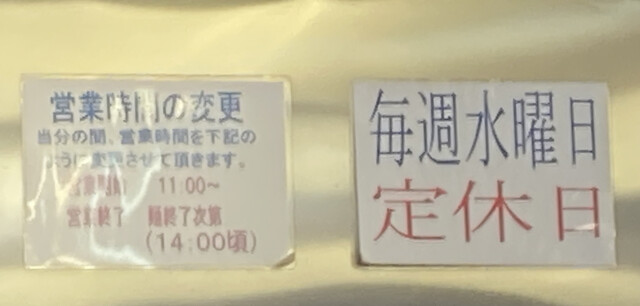 営業時間の変更
当分の間、営業時間を下記の
ように変更させて頂きます。
営業開始 11:00~
営業終了 麺終了次第
(14:00頃)
毎週水曜日
定休日